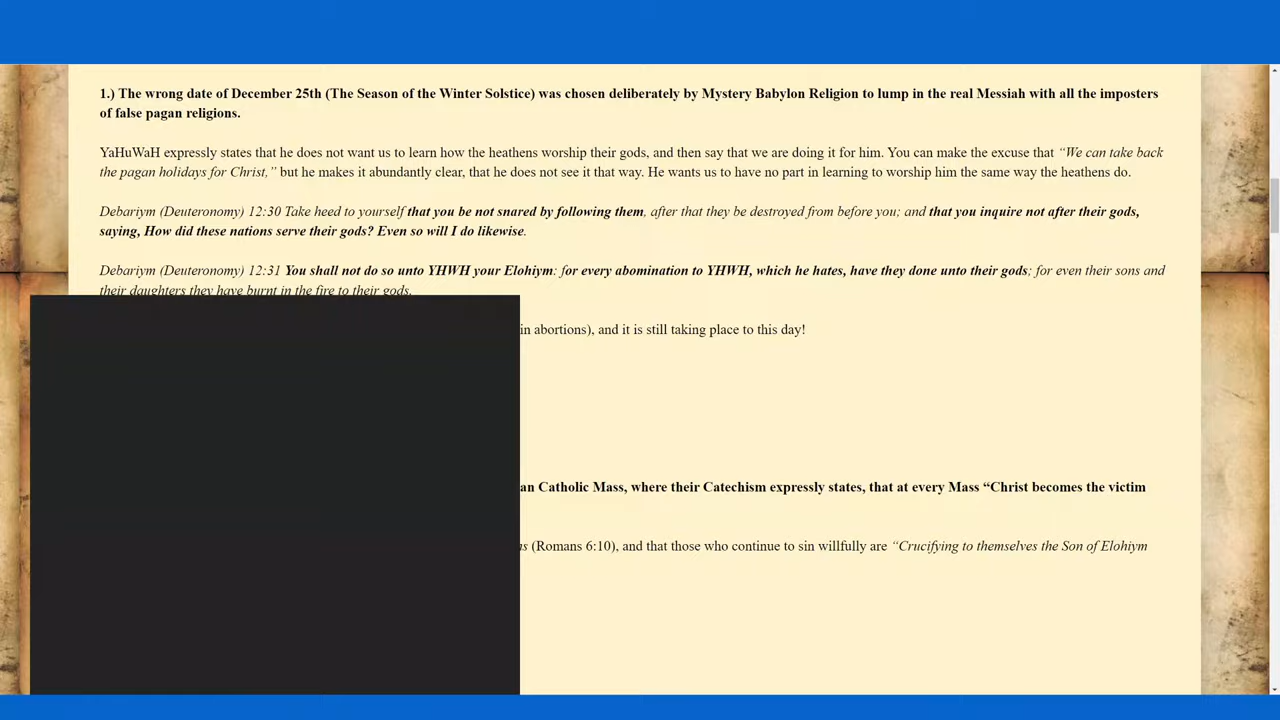 1.) The wrong date of December 25th (The Season of the Winter Solstice) was chosen deliberately by Mystery Babylon Religion to lump in the real Messiah with all the imposters
of false pagan religions.
YaHuWaH expressly states that he does not want us to learn how the heathens worship their gods, and then say that we are doing it for him. You can make the excuse that “We can take back
the pagan holidays for Christ,” but he makes it abundantly clear, that he does not see it that way. He wants us to have no part in learning to worship him the same way the heathens do.
Debariym (Deuteronomy) 12:30 Take heed to yourself that you be not snared by following them, after that they be destroyed from before you; and that you inquire not after their gods,
saying, How did these nations serve their gods? Even so will I do likewise.
Debariym (Deuteronomy) 12:31 You shall not do so unto YHWH your Elohiym: for every abomination to YHWH, which he hates, have they done unto their gods; for even their sons and
their daughters they have burnt in the fire to their gods.
in abortions), and it is still taking place to this day!
an Catholic Mass, where their Catechism expressly states, that at every Mass “Christ becomes the victim
(Romans 6:10), and that those who continue to sin willfully are “Crucifying to themselves the Son of Elohiym